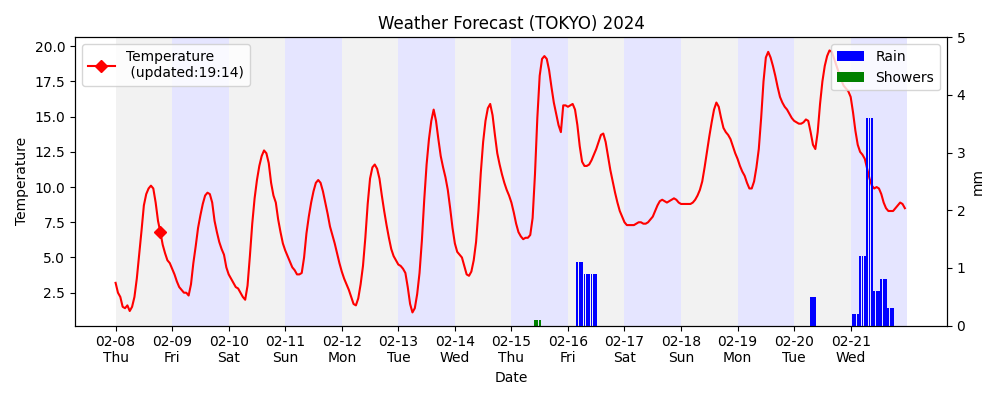 Weather Forecast (TOKYO) 2024
Temperature
(updated:19:14)
Rain
Showers
Temperature
20.0
17.5
15.0
12.5
10.0
7.5
5.0
2.5
5
4
3
2
1
0
mm
02-08 02-09 02-10 02-11 02-12 02-13 02-14 02-15 02-16 02-17 02-18 02-19 02-20 02-21
Thu Fri Sat Sun Mon Tue Wed Thu Fri Sat Sun Mon Tue Wed
Date